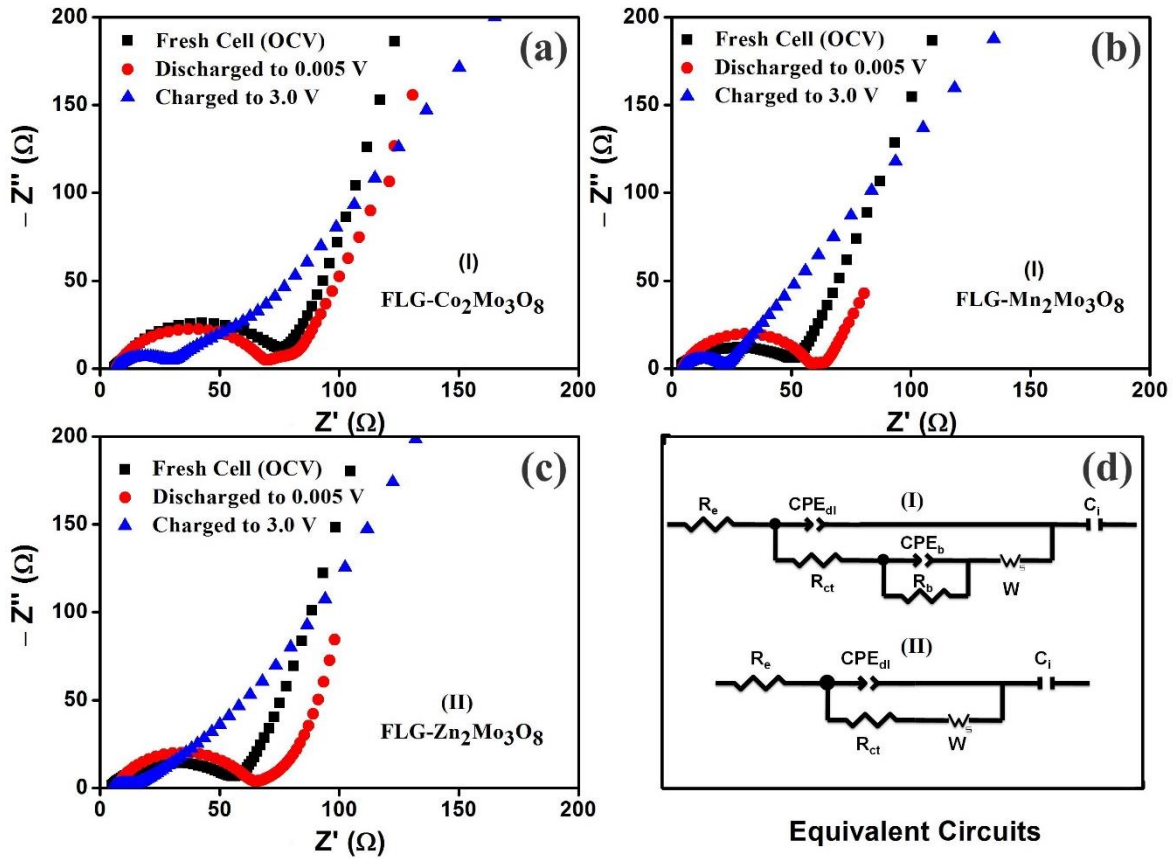 (a)
Fresh Cell (OCV)
Discharged to 0.005 V
Charged to 3.0 V
200
150
100
50
0
− Z'' (Ω)
(I)
FLG-Co₂Mo₃O₈
0 50 100 150 200
Z' (Ω)
(b)
Fresh Cell (OCV)
Discharged to 0.005 V
Charged to 3.0 V
200
150
100
50
0
− Z'' (Ω)
(I)
FLG-Mn₂Mo₃O₈
0 50 100 150 200
Z' (Ω)
(c)
Fresh Cell (OCV)
Discharged to 0.005 V
Charged to 3.0 V
200
150
100
50
0
− Z'' (Ω)
(II)
FLG-Zn₂Mo₃O₈
0 50 100 150 200
Z' (Ω)
(d)
(I)
Re CPEdl Ci
Rct CPEb Ws
Rb W
(II)
Re CPEdl Ci
Rct Ws
W
Equivalent Circuits